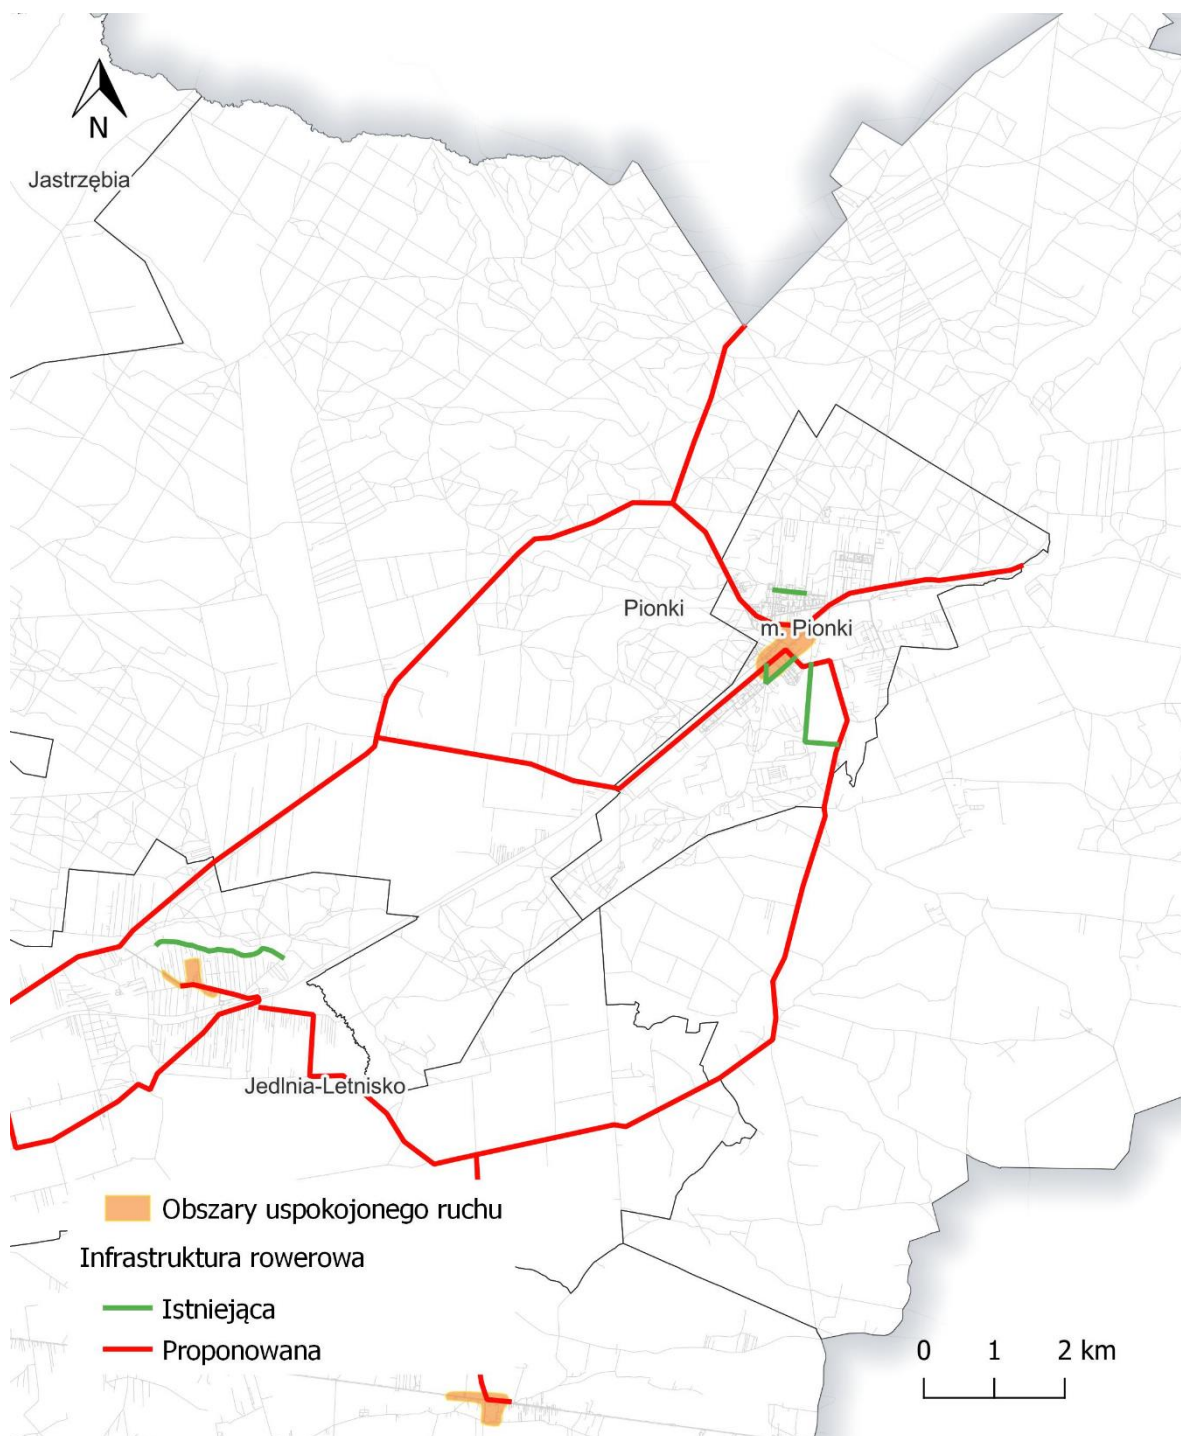 N
Jastrzębia
Pionki
m. Pionki
Jedlnia-Letnisko
Obszary uspokojonego ruchu
Infrastruktura rowerowa
Istniejąca
Proponowana
0 1 2 km